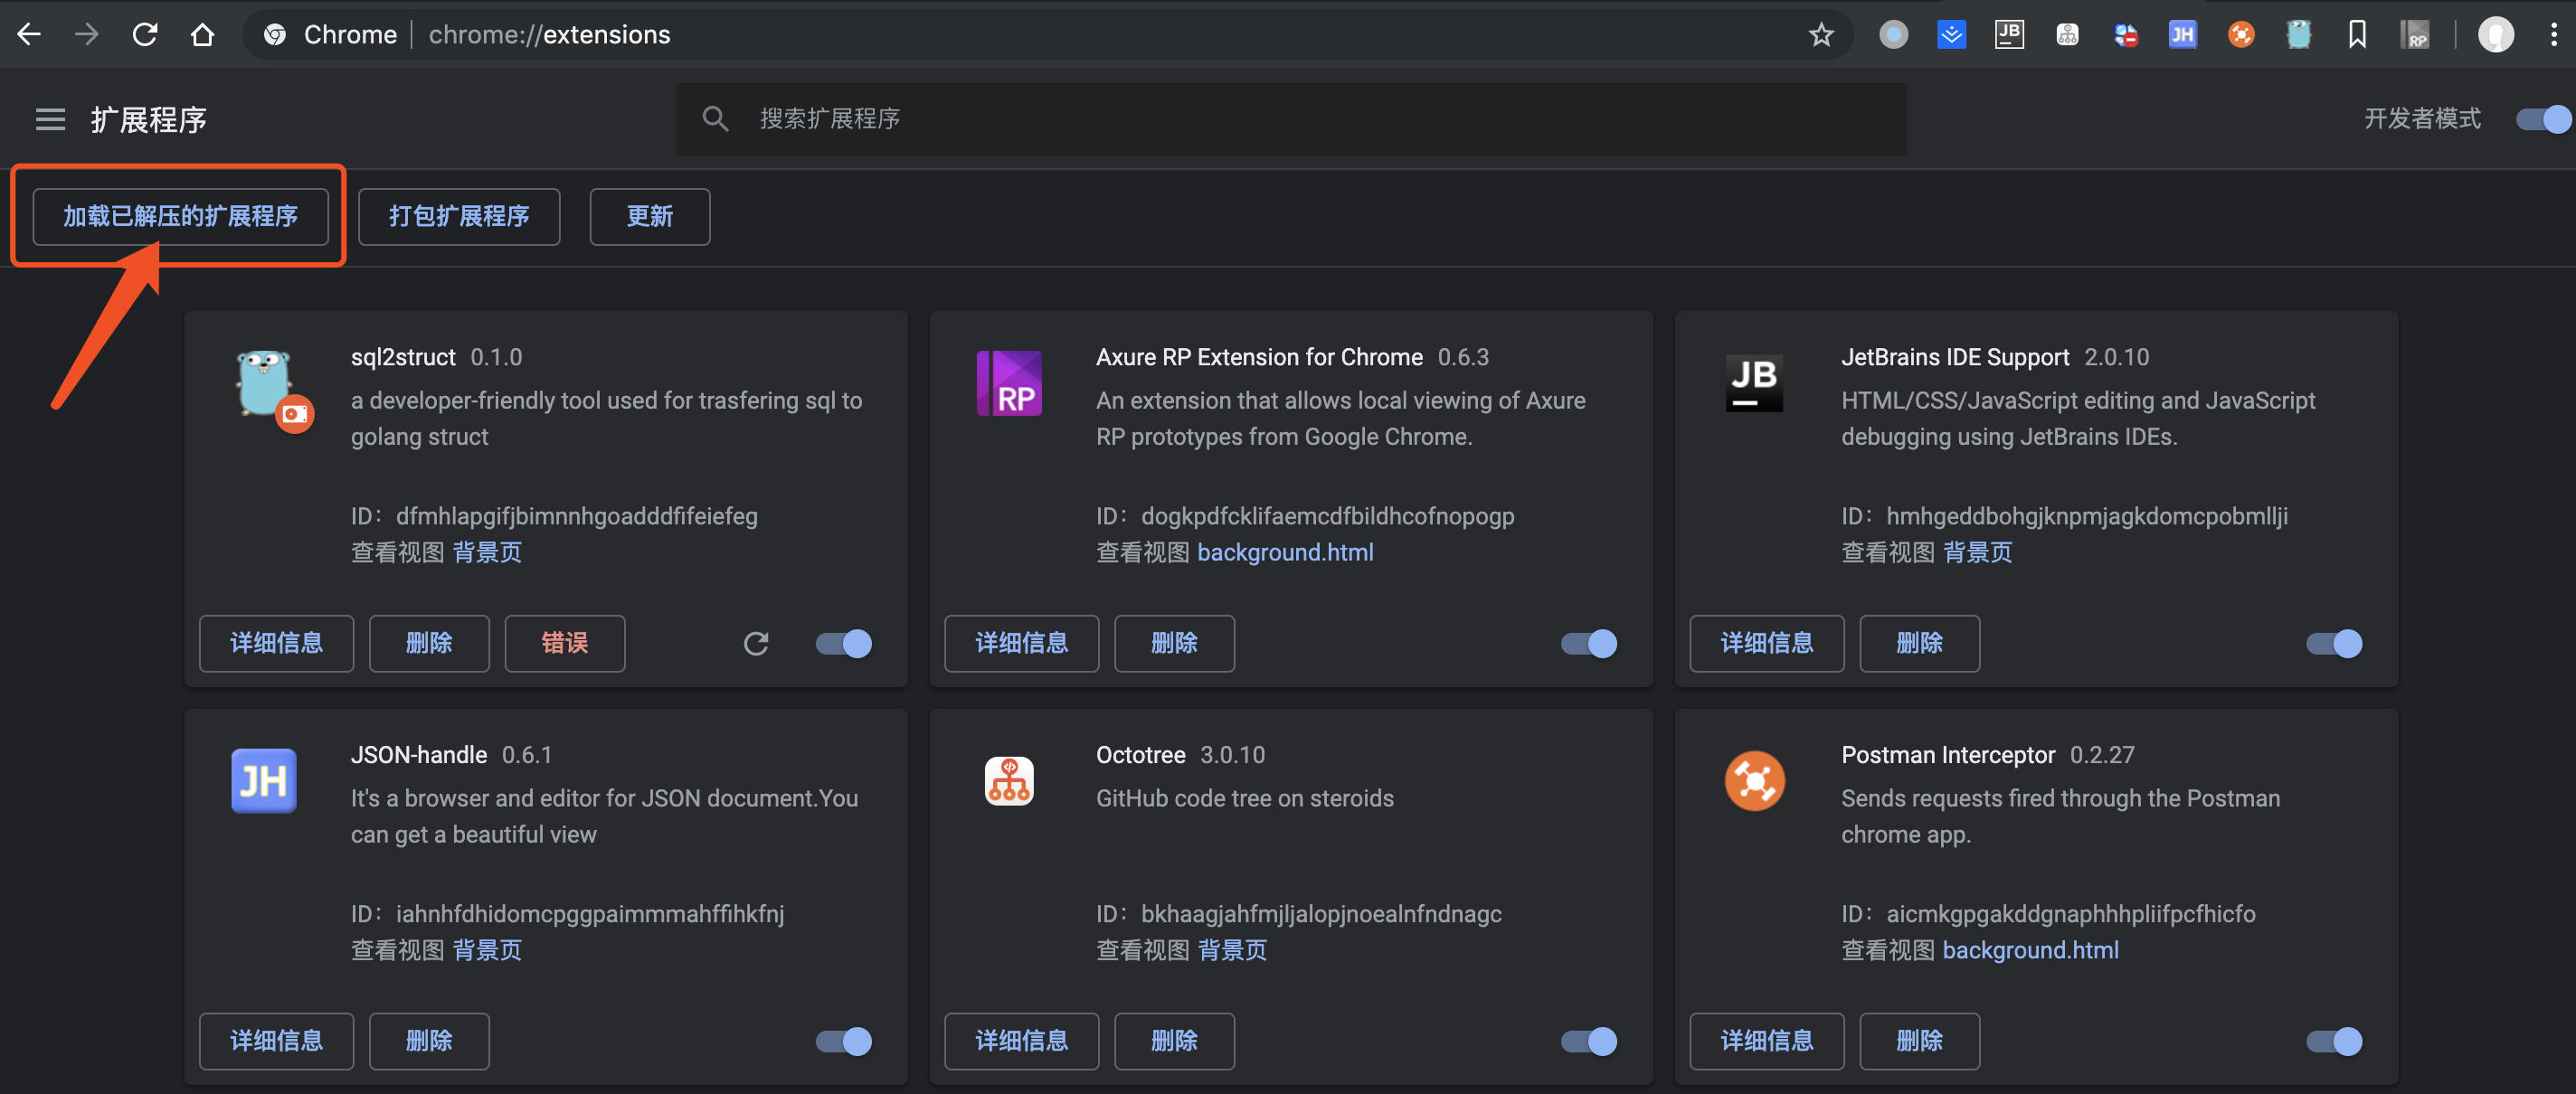 Chrome | chrome://extensions
扩展程序
搜索扩展程序
开发者模式
加载已解压的扩展程序
打包扩展程序
更新
sql2struct 0.1.0
a developer-friendly tool used for trasfering sql to
golang struct
ID：dfmhlapgifjbimnnhgoadddfifeiefeg
查看视图 背景页
详细信息
删除
错误
RP
Axure RP Extension for Chrome 0.6.3
An extension that allows local viewing of Axure
RP prototypes from Google Chrome.
ID：dogkpdfcklifaemcdfbildhcofnopogp
查看视图 background.html
详细信息
删除
JB
JetBrains IDE Support 2.0.10
HTML/CSS/JavaScript editing and JavaScript
debugging using JetBrains IDEs.
ID：hmhgeddbohgjknpmjagkdomcpobmllji
查看视图 背景页
详细信息
删除
JH
JSON-handle 0.6.1
It's a browser and editor for JSON document.You
can get a beautiful view
ID：iahnhfdhidomcpggpaimmmahffihkfnj
查看视图 背景页
详细信息
删除
Octotree 3.0.10
GitHub code tree on steroids
ID：bkhaagjahfmjljalopjnoealnfndnagc
查看视图 背景页
详细信息
删除
Postman Interceptor 0.2.27
Sends requests fired through the Postman
chrome app.
ID：aicmkgpgakddgnaphhhpliifpcfhicfo
查看视图 background.html
详细信息
删除
JB
JH
RP